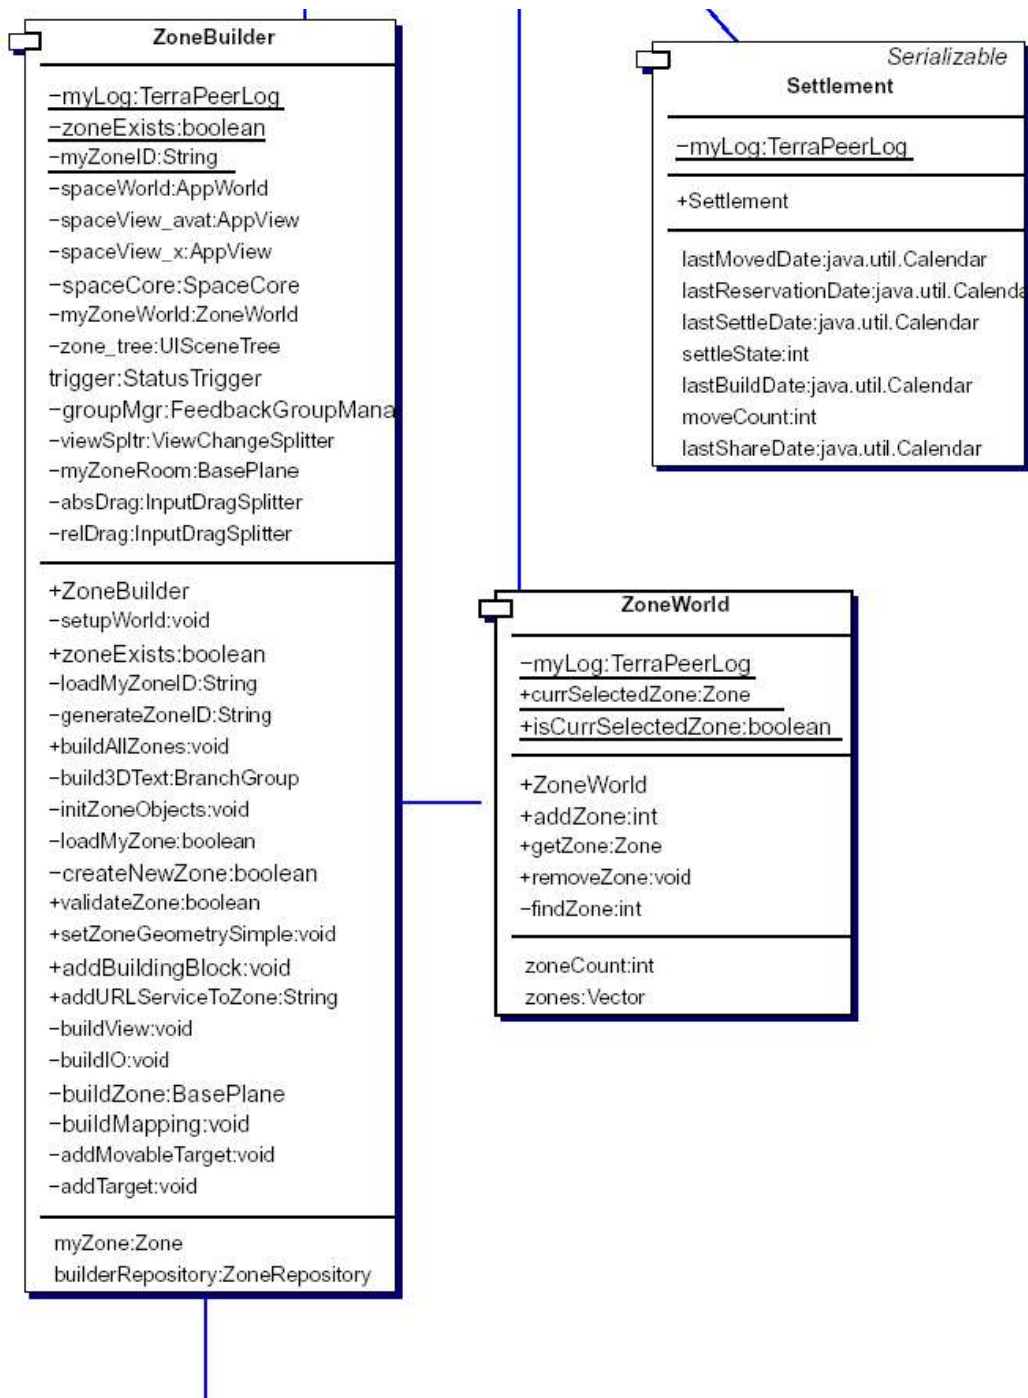 ZoneBuilder
−myLog:TerraPeerLog
−zoneExists:boolean
−myZoneID:String
−spaceWorld:AppWorld
−spaceView_avat:AppView
−spaceView_x:AppView
−spaceCore:SpaceCore
−myZoneWorld:ZoneWorld
−zone_tree:UISceneTree
trigger:StatusTrigger
−groupMgr:FeedbackGroupMana
−viewSpltr:ViewChangeSplitter
−myZoneRoom:BasePlane
−absDrag:InputDragSplitter
−relDrag:InputDragSplitter
+ZoneBuilder
−setupWorld:void
+zoneExists:boolean
−loadMyZoneID:String
−generateZoneID:String
+buildAllZones:void
−build3DText:BranchGroup
−initZoneObjects:void
−loadMyZone:boolean
−createNewZone:boolean
+validateZone:boolean
+setZoneGeometrySimple:void
+addBuildingBlock:void
+addURLServiceToZone:String
−buildView:void
−buildIO:void
−buildZone:BasePlane
−buildMapping:void
−addMovableTarget:void
−addTarget:void
myZone:Zone
builderRepository:ZoneRepository
Serializable
Settlement
−myLog:TerraPeerLog
+Settlement
lastMovedDate:java.util.Calendar
lastReservationDate:java.util.Calenda
lastSettleDate:java.util.Calendar
settleState:int
lastBuildDate:java.util.Calendar
moveCount:int
lastShareDate:java.util.Calendar
ZoneWorld
−myLog:TerraPeerLog
+currSelectedZone:Zone
+isCurrSelectedZone:boolean
+ZoneWorld
+addZone:int
+getZone:Zone
+removeZone:void
−findZone:int
zoneCount:int
zones:Vector